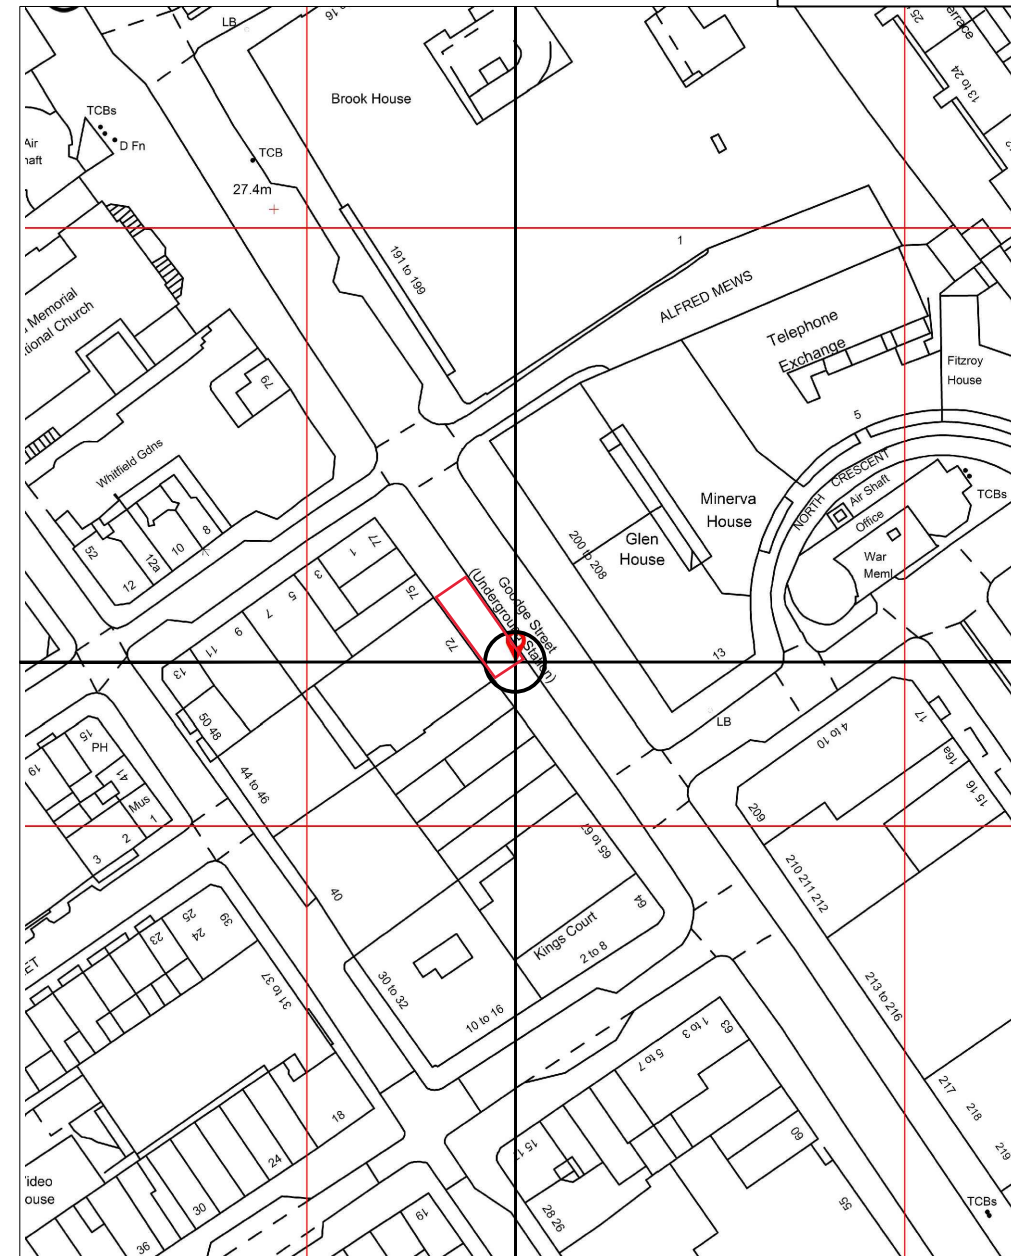 LB
16
25
errace
Brook House
13 to 24
TCBs
D Fn
Air
haft
TCB
27.4m
191 to 199
1
ALFRED MEWS
Memorial
tional Church
Telephone
Exchange
Fitzroy
House
79
5
Whitfield Gdns
NORTH CRESCENT
Air Shaft
TCBs
Minerva
House
Office
War
Meml
Glen
House
200 to 208
52
12
12a
10
8
77
1
3
5
7
9
11
13
75
72
Goodge Street
(Underground Station)
13
LB
50 48
15
PH
19
41
Mus
1
2
3
44 to 46
4 to 10
17
16a
15 16
209
65 to 67
210 211 212
40
64
Kings Court
2 to 8
25
23
24
39
ET
31 to 37
30 to 32
10 to 16
213 to 216
1 to 3
63
5 to 7
217
218
219
18
24
30
36
15
60
55
28 26
19
TCBs
ideo
ouse